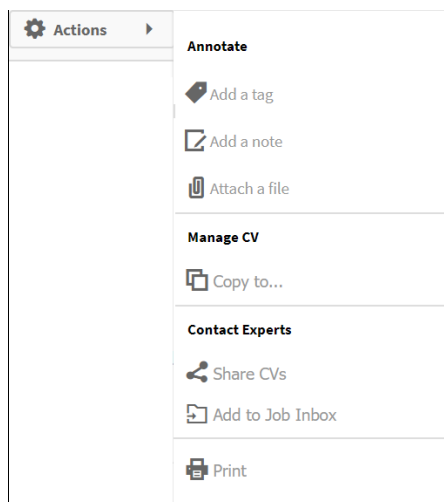 Actions
Annotate
Add a tag
Add a note
Attach a file
Manage CV
Copy to...
Contact Experts
Share CVs
Add to Job Inbox
Print